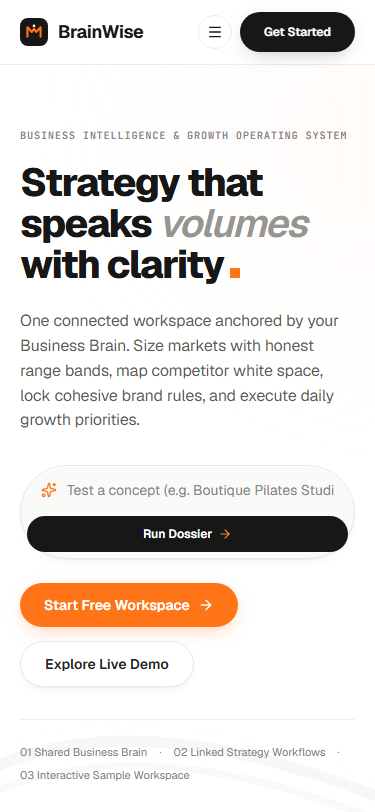 BrainWise
Get Started
BUSINESS INTELLIGENCE & GROWTH OPERATING SYSTEM
Strategy that
speaks volumes
with clarity
One connected workspace anchored by your
Business Brain. Size markets with honest
range bands, map competitor white space,
lock cohesive brand rules, and execute daily
growth priorities.
Test a concept (e.g. Boutique Pilates Studi
Run Dossier →
Start Free Workspace →
Explore Live Demo
01 Shared Business Brain · 02 Linked Strategy Workflows ·
03 Interactive Sample Workspace